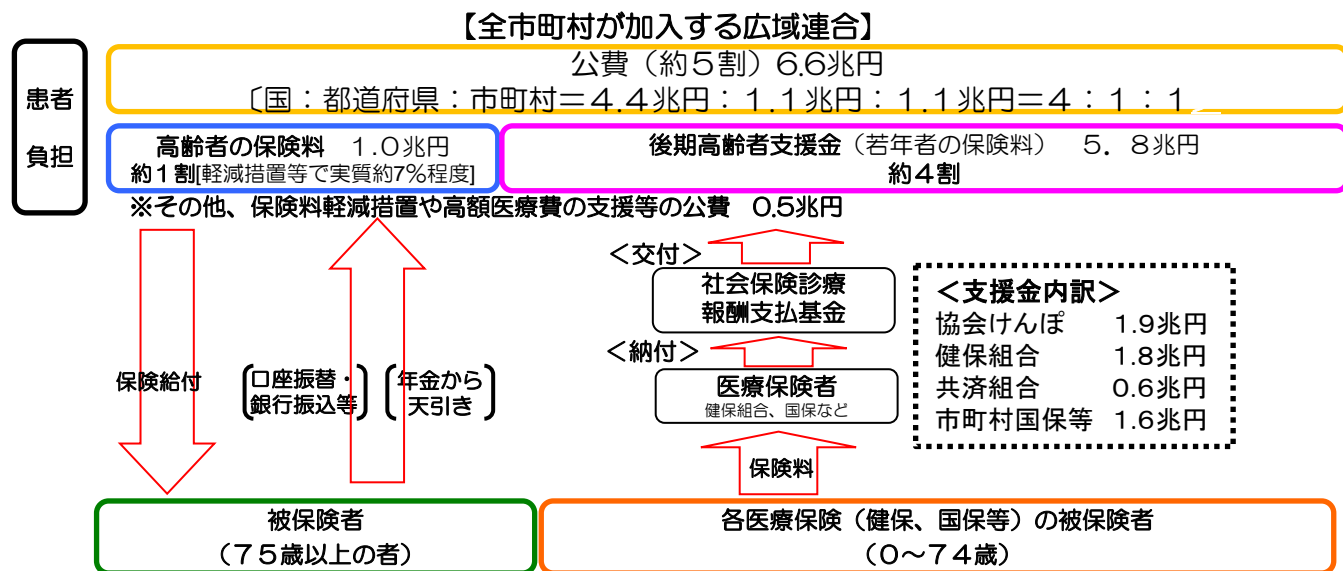 【全市町村が加入する広域連合】
患者
負担
公費（約５割）６.６兆円
〔国：都道府県：市町村＝４.４兆円：１.１兆円：１.１兆円＝４：１：１
高齢者の保険料　１.０兆円
約１割[軽減措置等で実質約7%程度]
後期高齢者支援金（若年者の保険料）　５．８兆円
約４割
※その他、保険料軽減措置や高額医療費の支援等の公費　０.５兆円
＜交付＞
社会保険診療
報酬支払基金
＜納付＞
医療保険者
健保組合、国保など
保険料
＜支援金内訳＞
協会けんぽ　1.9兆円
健保組合　1.8兆円
共済組合　0.6兆円
市町村国保等　1.6兆円
保険給付
口座振替・
銀行振込等
年金から
天引き
被保険者
（７５歳以上の者）
各医療保険（健保、国保等）の被保険者
（０～７４歳）